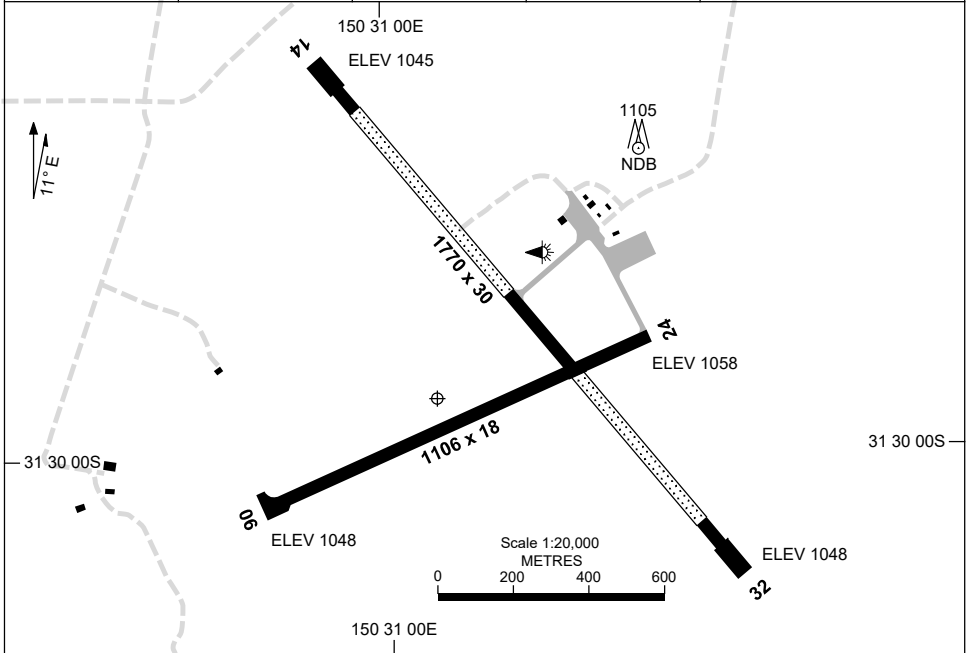 150 31 00E
14
ELEV 1045
1105
NDB
11° E
1770 x 30
24
ELEV 1058
31 30 00S
1106 x 18
31 30 00S
06
ELEV 1048
Scale 1:20,000
METRES
0 200 400 600
ELEV 1048
32
150 31 00E